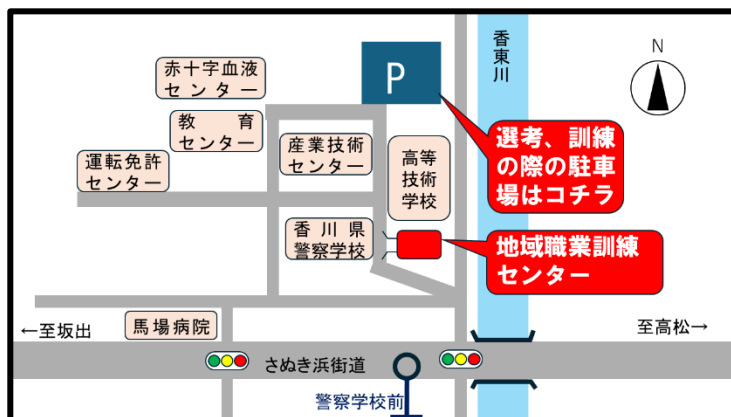 香東川
N
P
赤十字血液
センター
教 育
センター
産業技術
センター
運転免許
センター
高等
技術
学校
選考、訓練
の際の駐車
場はコチラ
香 川 県
警察学校
地域職業訓練
センター
馬場病院
←至坂出
至高松→
さぬき浜街道
警察学校前